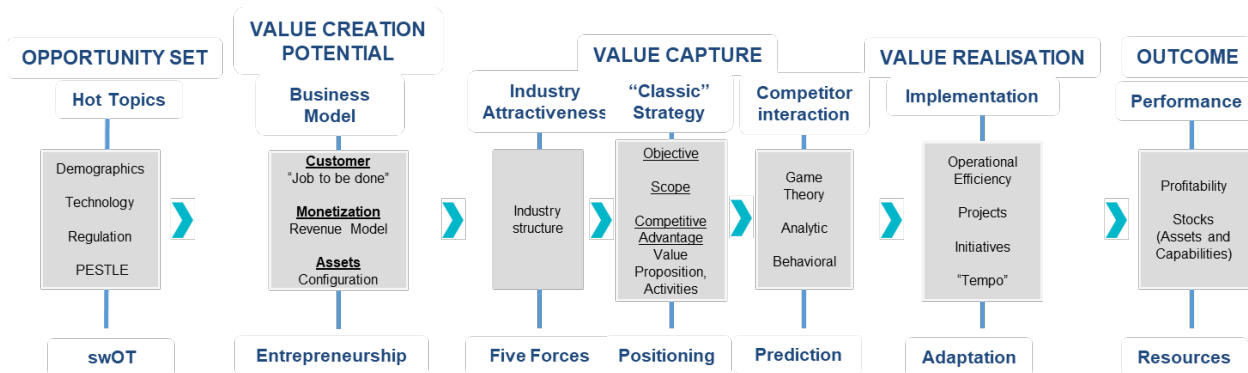 OPPORTUNITY SET
Hot Topics
Demographics
Technology
Regulation
PESTLE
swOT
VALUE CREATION
POTENTIAL
Business
Model
Customer
“Job to be done”
Monetization
Revenue Model
Assets
Configuration
Entrepreneurship
VALUE CAPTURE
Industry
Attractiveness
Industry
structure
Five Forces
“Classic”
Strategy
Objective
Scope
Competitive
Advantage
Value
Proposition,
Activities
Positioning
Competitor
interaction
Game
Theory
Analytic
Behavioral
Prediction
VALUE REALISATION
Implementation
Operational
Efficiency
Projects
Initiatives
“Tempo”
Adaptation
OUTCOME
Performance
Profitability
Stocks
(Assets and
Capabilities)
Resources